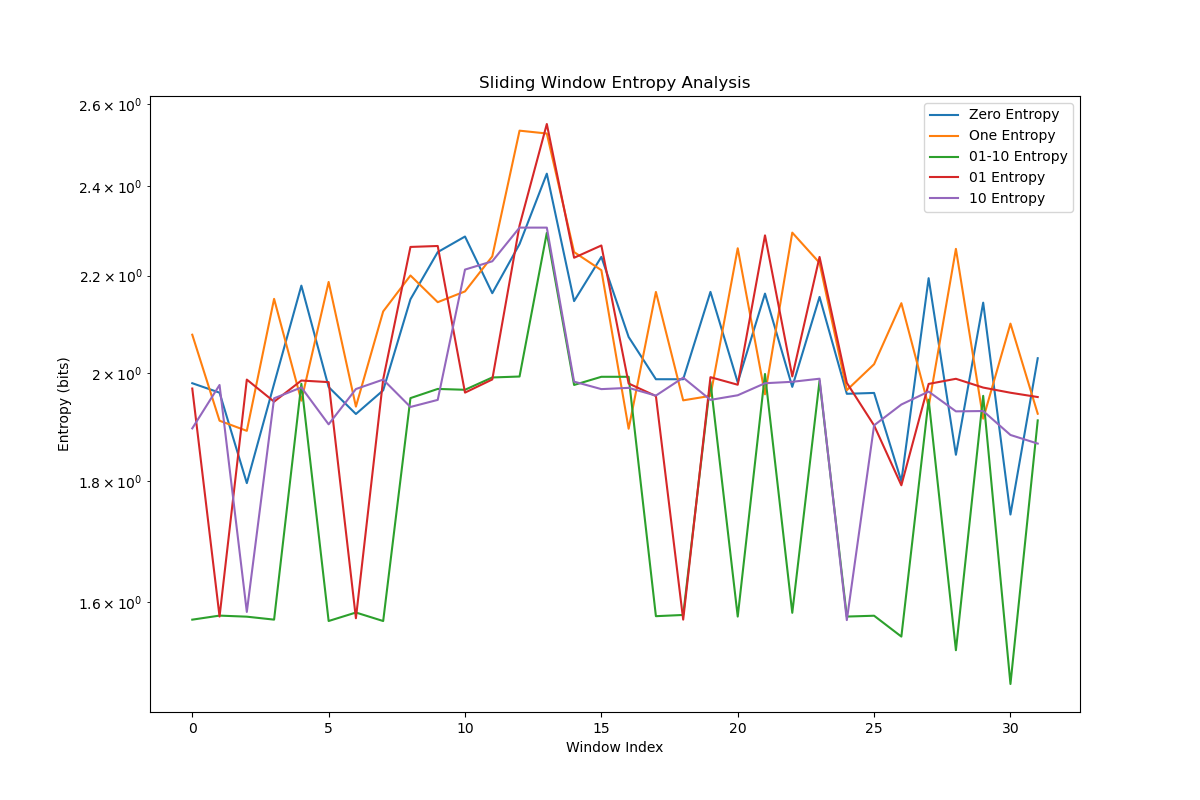 Sliding Window Entropy Analysis
2.6 × 10⁰
2.4 × 10⁰
2.2 × 10⁰
2 × 10⁰
1.8 × 10⁰
1.6 × 10⁰
Entropy (bits)
Zero Entropy
One Entropy
01-10 Entropy
01 Entropy
10 Entropy
0 5 10 15 20 25 30
Window Index